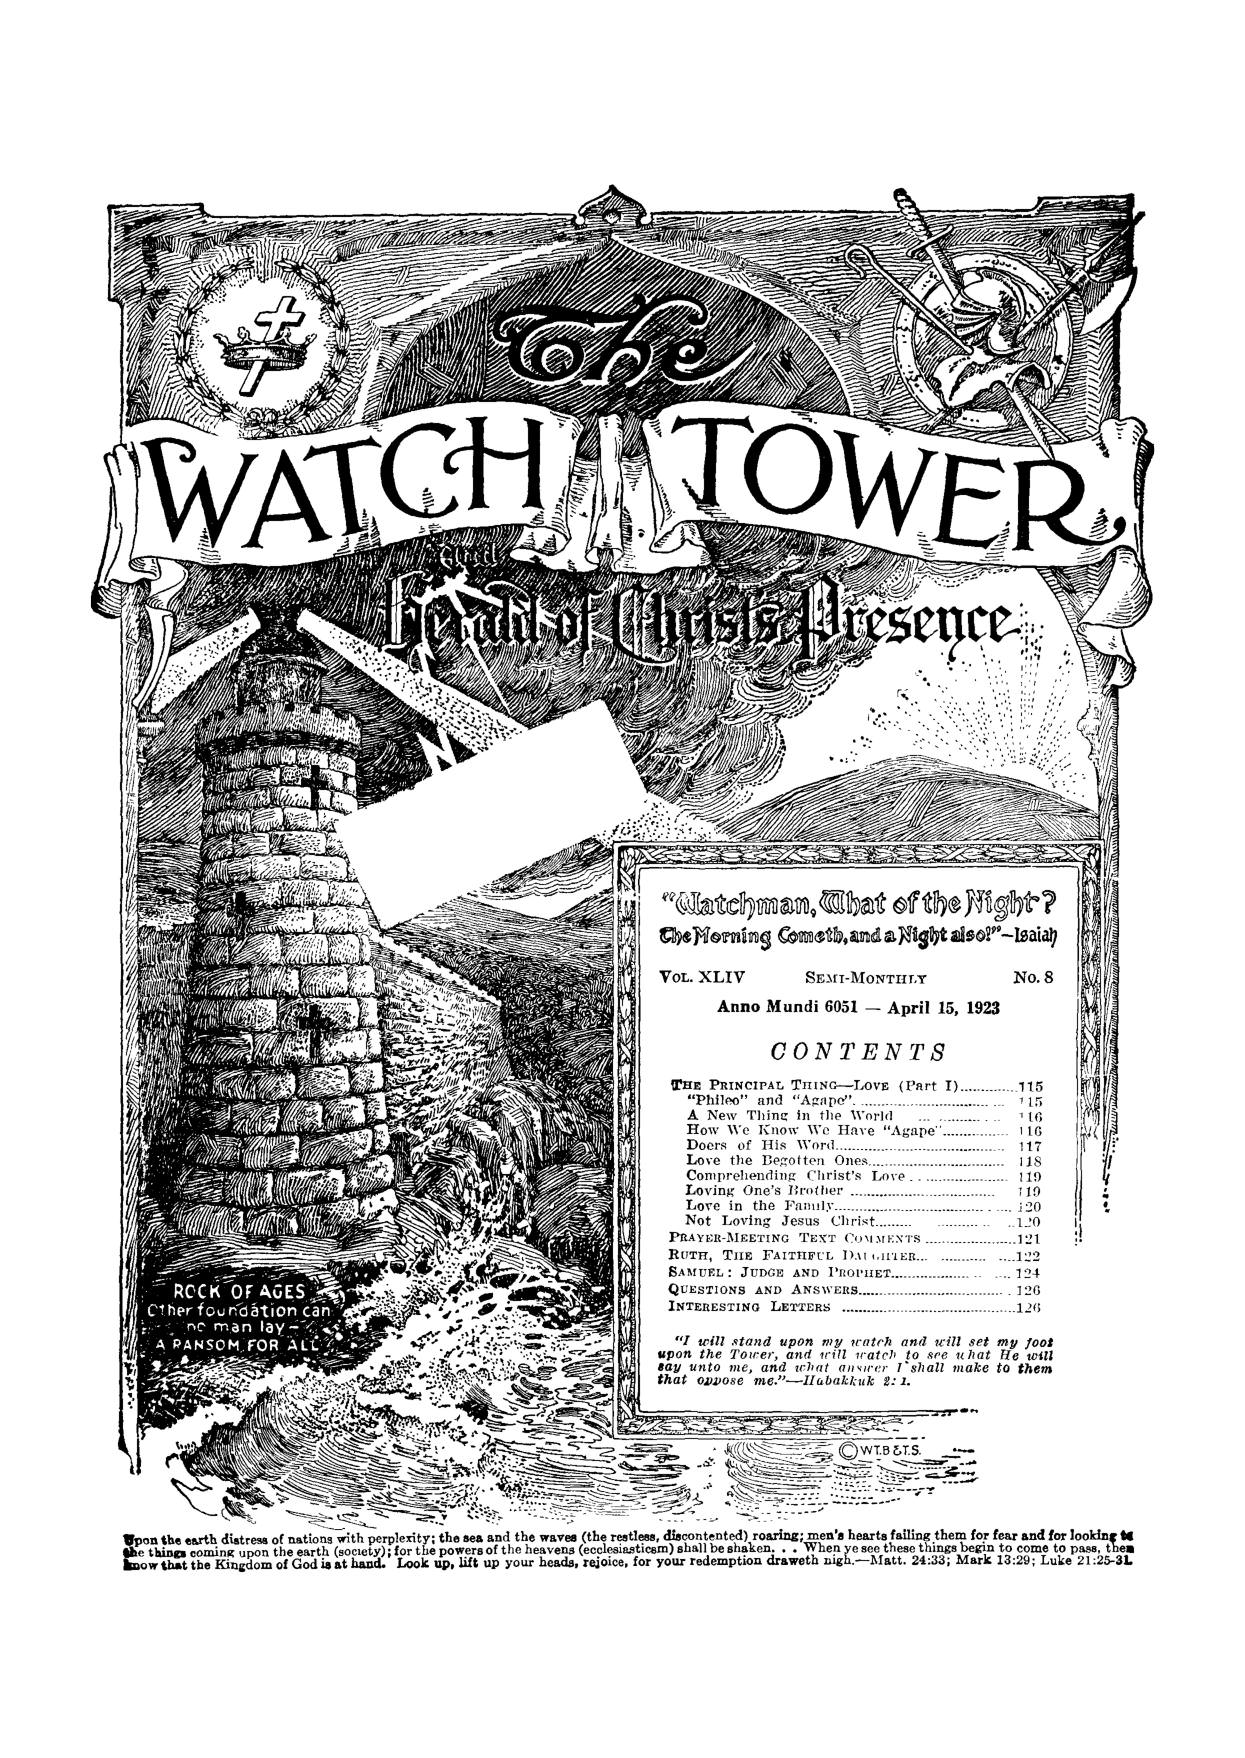 The
WATCH TOWER
and
Herald of Christ's Presence
"Watchman, What of the Night?
The Morning Cometh, and a Night also!"—Isaiah
VOL. XLIV SEMI-MONTHLY No. 8
Anno Mundi 6051 — April 15, 1923
CONTENTS
THE PRINCIPAL THING—LOVE (Part I).............115
"Phileo" and "Agape"............... 115
A New Thing in the World ............ 116
How We Know We Have "Agape"............... 116
Doers of His Word............... 117
Love the Begotten Ones............... 118
Comprehending Christ's Love............... 119
Loving One's Brother ............... 119
Love in the Family............... 120
Not Loving Jesus Christ............... 120
PRAYER-MEETING TEXT COMMENTS ...............121
RUTH, THE FAITHFUL DAUGHTER...............122
SAMUEL: JUDGE AND PROPHET............... 124
QUESTIONS AND ANSWERS............... 126
INTERESTING LETTERS ...............126
"I will stand upon my watch and will set my foot
upon the Tower, and will watch to see what He will
say unto me, and what answer I shall make to them
that oppose me."—Habakkuk 2: 1.
ROCK OF AGES
Other foundation can
no man lay—
A RANSOM FOR ALL
©W.T.B.&T.S.
Upon the earth distress of nations with perplexity; the sea and the waves (the restless, discontented) roaring; men's hearts failing them for fear and for looking to
the things coming upon the earth (society); for the powers of the heavens (ecclesiasticsm) shall be shaken. . . When ye see these things begin to come to pass, then
know that the Kingdom of God is at hand. Look up, lift up your heads, rejoice, for your redemption draweth nigh.—Matt. 24:33; Mark 13:29; Luke 21:25-31.